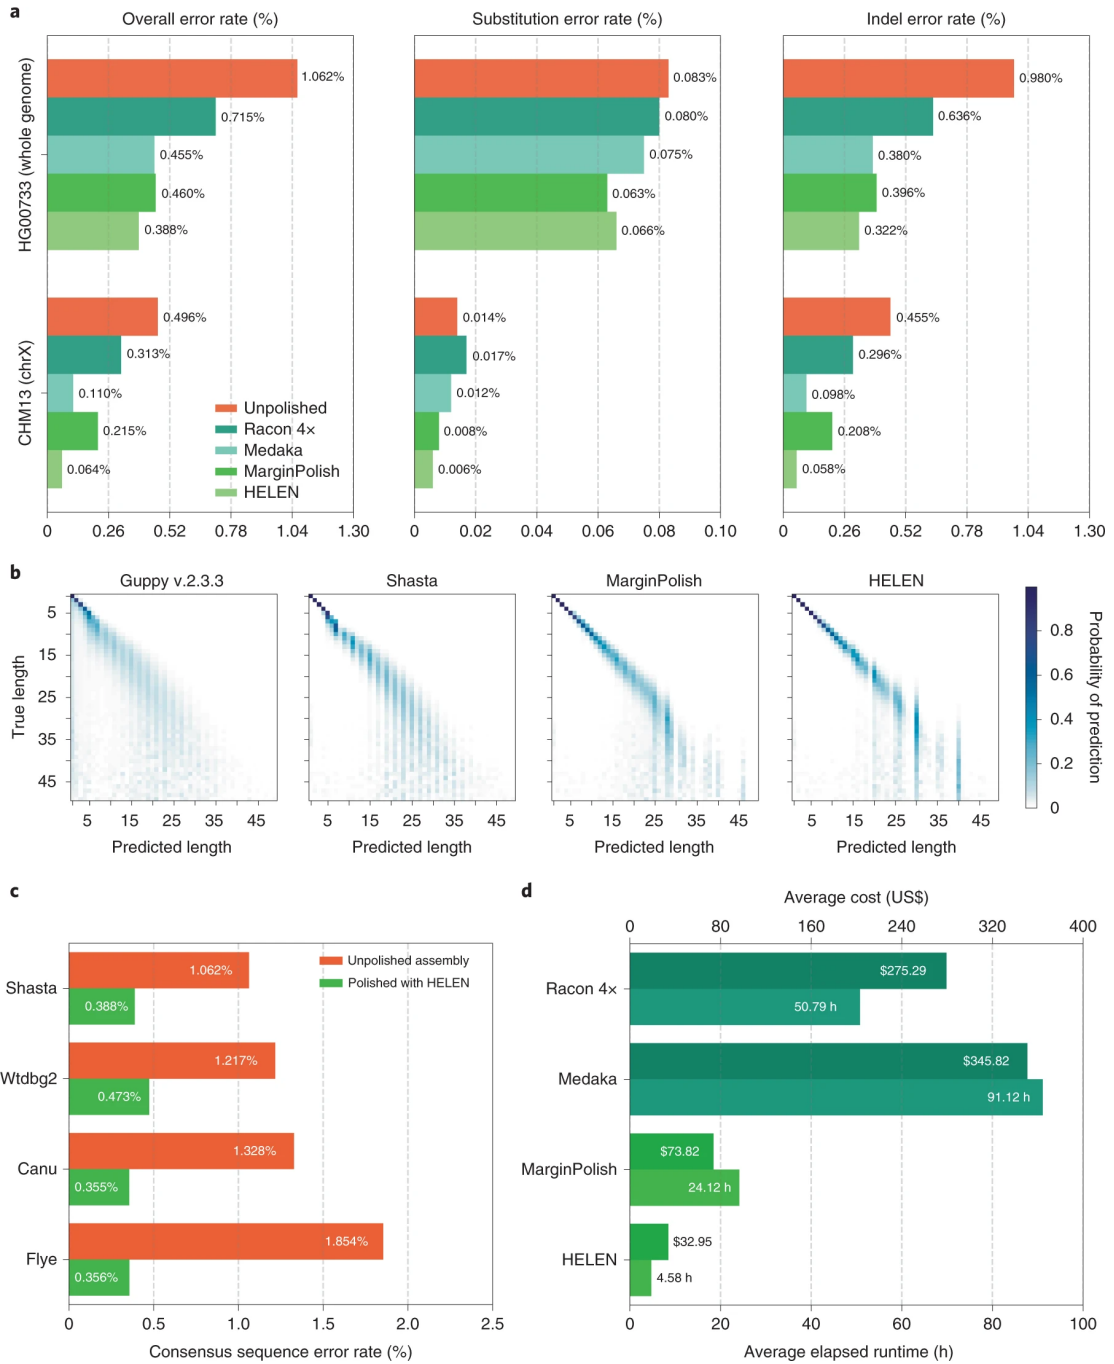 a
Overall error rate (%)
Substitution error rate (%)
Indel error rate (%)
HG00733 (whole genome)
1.062%
0.715%
0.455%
0.460%
0.388%
0.083%
0.080%
0.075%
0.063%
0.066%
0.980%
0.636%
0.380%
0.396%
0.322%
CHM13 (chrX)
0.496%
0.313%
0.110%
0.215%
0.064%
Unpolished
Racon 4×
Medaka
MarginPolish
HELEN
0.014%
0.017%
0.012%
0.008%
0.006%
0.455%
0.296%
0.098%
0.208%
0.058%
0 0.26 0.52 0.78 1.04 1.30
0 0.02 0.04 0.06 0.08 0.10
0 0.26 0.52 0.78 1.04 1.30
b
Guppy v.2.3.3
Shasta
MarginPolish
HELEN
True length
5
15
25
35
45
5 15 25 35 45
5 15 25 35 45
5 15 25 35 45
5 15 25 35 45
Predicted length
Predicted length
Predicted length
Predicted length
0.8
0.6
0.4
0.2
0
Probability of prediction
c
Unpolished assembly
Polished with HELEN
Shasta
1.062%
0.388%
Wtdbg2
1.217%
0.473%
Canu
1.328%
0.355%
Flye
1.854%
0.356%
0 0.5 1.0 1.5 2.0 2.5
Consensus sequence error rate (%)
d
Average cost (US$)
0 80 160 240 320 400
Racon 4×
$275.29
50.79 h
Medaka
$345.82
91.12 h
MarginPolish
$73.82
24.12 h
HELEN
$32.95
4.58 h
0 20 40 60 80 100
Average elapsed runtime (h)